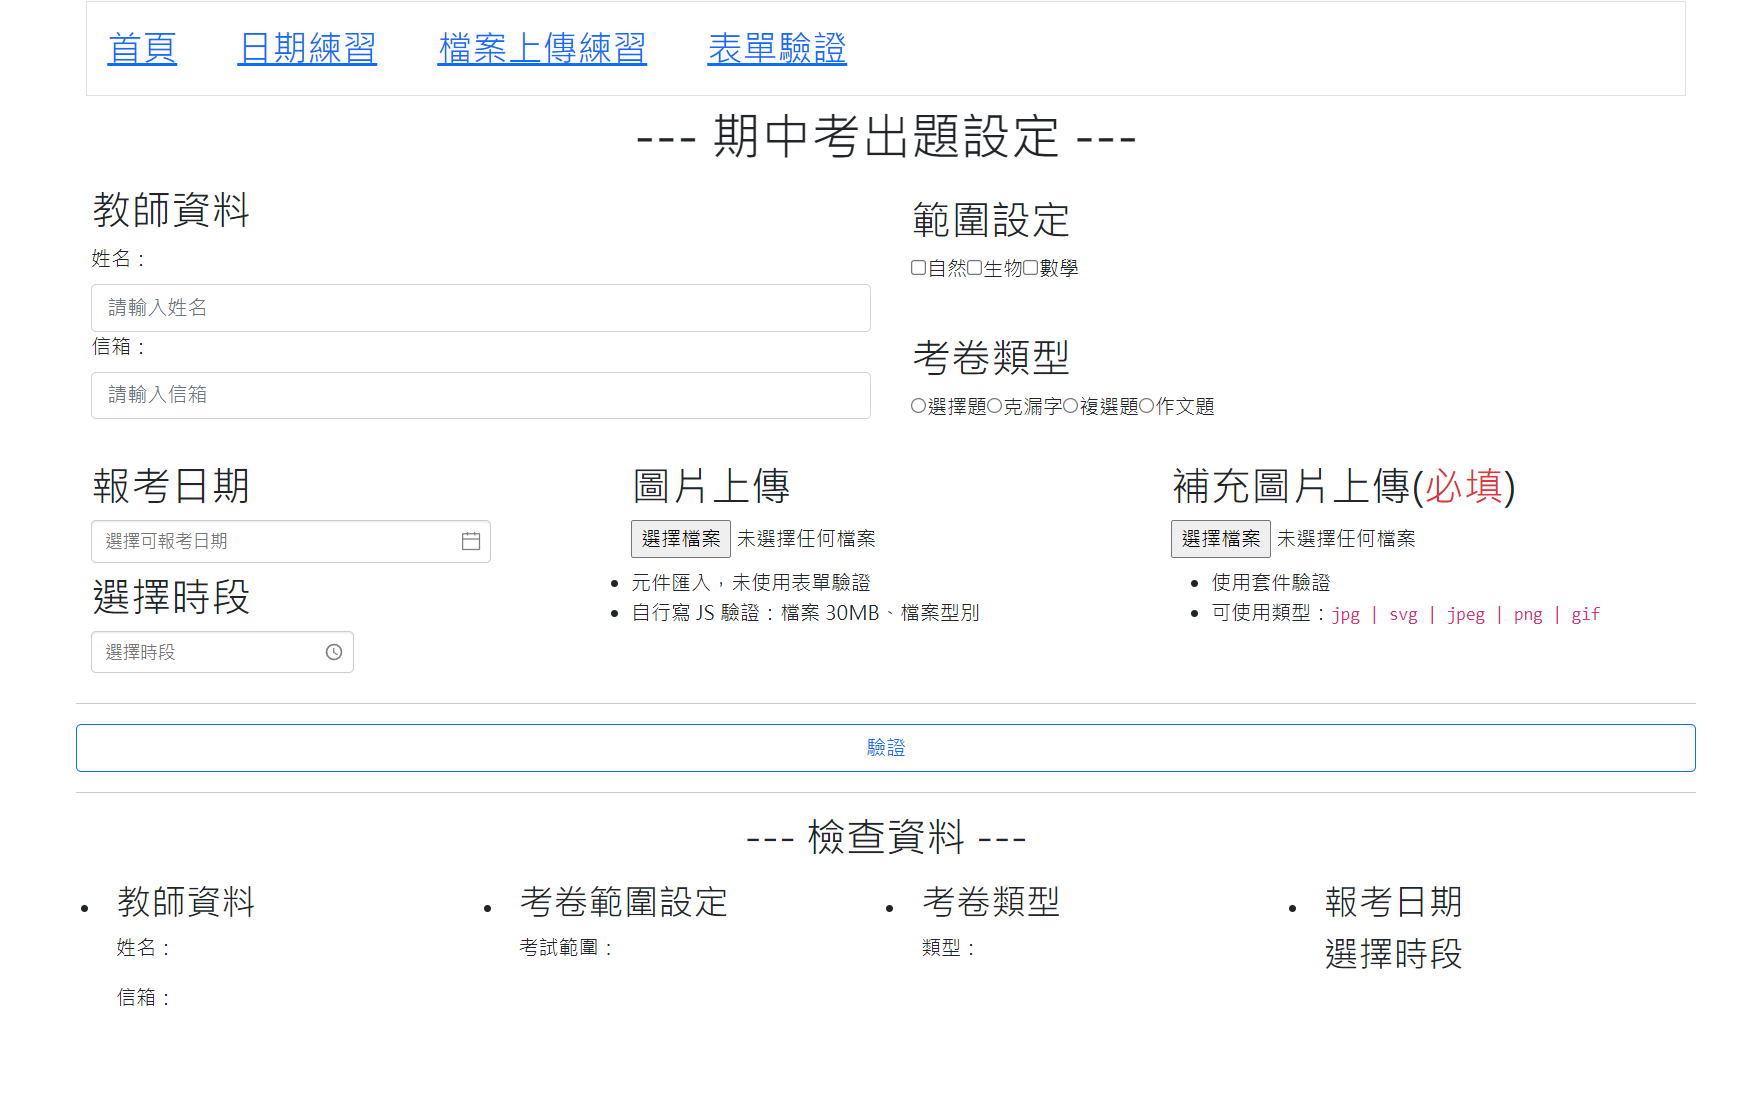 首頁 日期練習 檔案上傳練習 表單驗證
--- 期中考出題設定 ---
教師資料
姓名：
請輸入姓名
信箱：
請輸入信箱
範圍設定
自然生物數學
考卷類型
選擇題克漏字複選題作文題
報考日期
選擇可報考日期
選擇時段
選擇時段
圖片上傳
選擇檔案 未選擇任何檔案
元件匯入，未使用表單驗證
自行寫 JS 驗證：檔案 30MB、檔案型別
補充圖片上傳(必填)
選擇檔案 未選擇任何檔案
使用套件驗證
可使用類型：jpg | svg | jpeg | png | gif
驗證
--- 檢查資料 ---
教師資料
姓名：
信箱：
考卷範圍設定
考試範圍：
考卷類型
類型：
報考日期
選擇時段